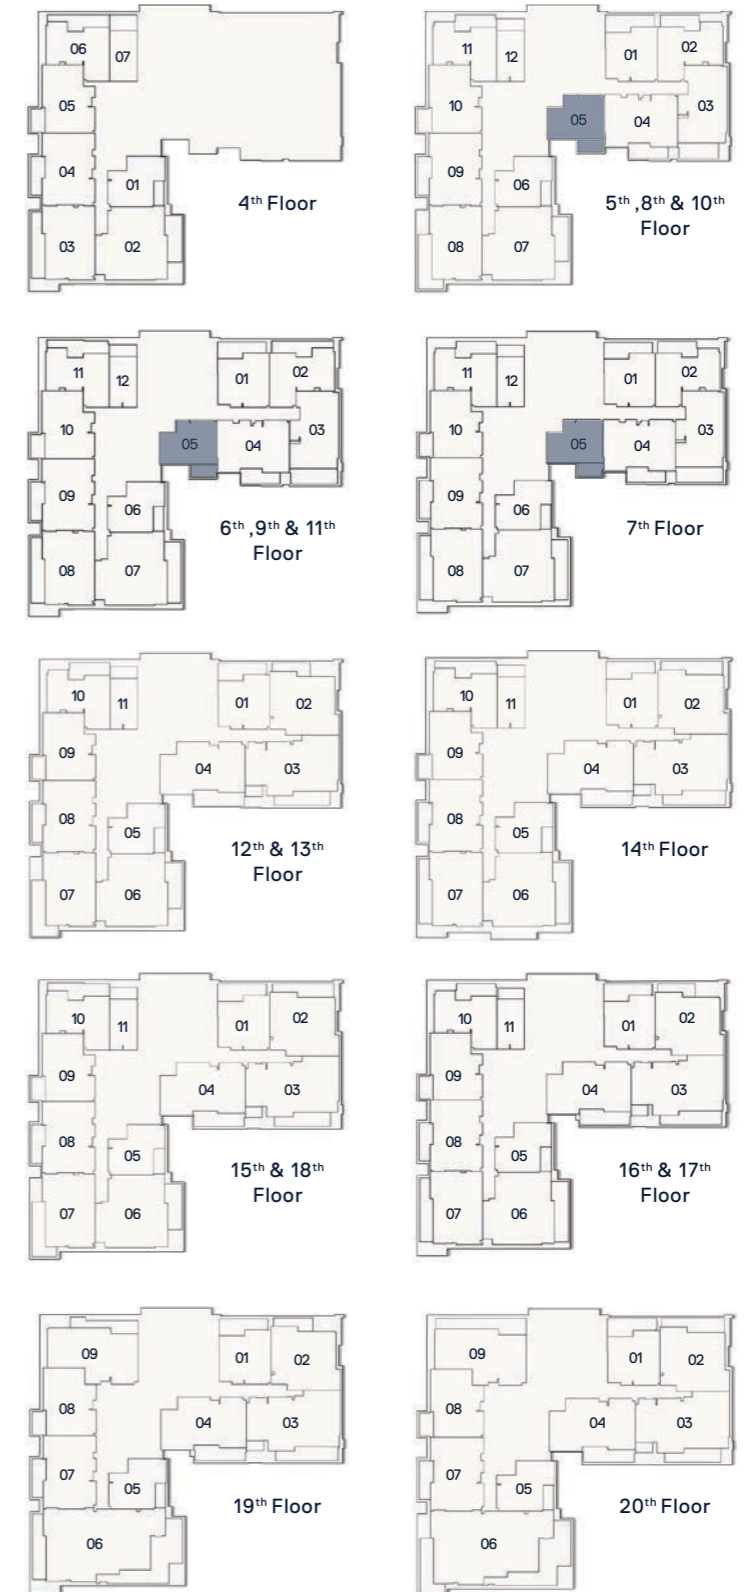 06 07
05
04
01
03 02
4th Floor
11 12 01 02
10 05 04 03
09 06
08 07
5th ,8th & 10th
Floor
11 12 01 02
10 05 04 03
09 06
08 07
6th ,9th & 11th
Floor
11 12 01 02
10 05 04 03
09 06
08 07
7th Floor
10 11 01 02
09 04 03
08 05
07 06
12th & 13th
Floor
10 11 01 02
09 04 03
08 05
07 06
14th Floor
10 11 01 02
09 04 03
08 05
07 06
15th & 18th
Floor
10 11 01 02
09 04 03
08 05
07 06
16th & 17th
Floor
09 01 02
08 04 03
07 05
06
19th Floor
09 01 02
08 04 03
07 05
06
20th Floor